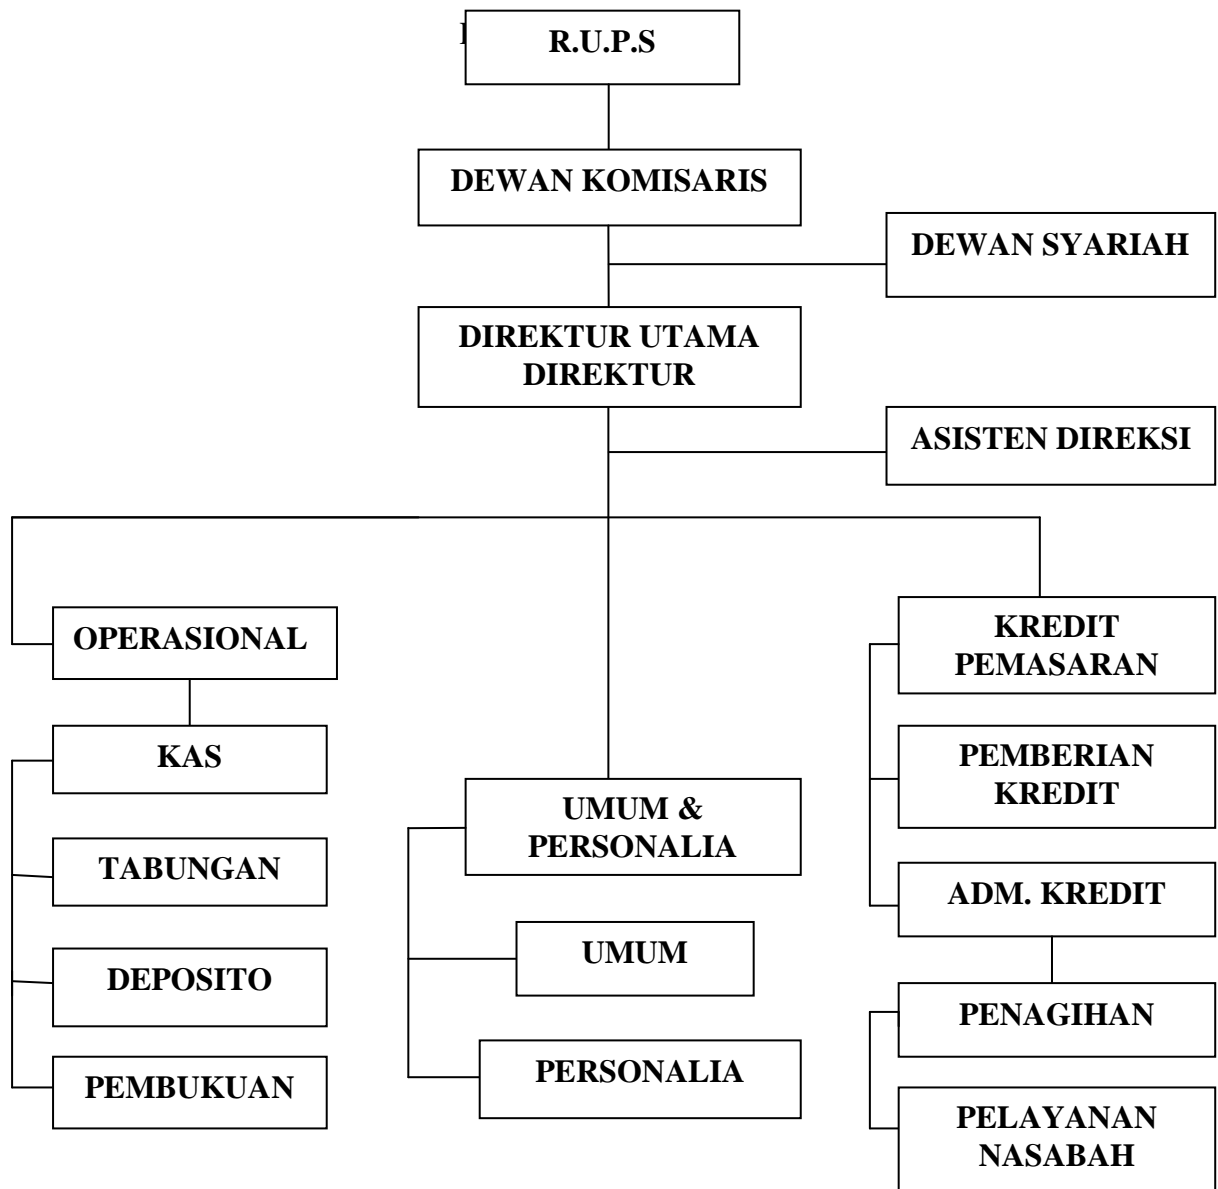 R.U.P.S
DEWAN KOMISARIS
DEWAN SYARIAH
DIREKTUR UTAMA
DIREKTUR
ASISTEN DIREKSI
OPERASIONAL
KAS
TABUNGAN
DEPOSITO
PEMBUKUAN
UMUM &
PERSONALIA
UMUM
PERSONALIA
KREDIT
PEMASARAN
PEMBERIAN
KREDIT
ADM. KREDIT
PENAGIHAN
PELAYANAN
NASABAH